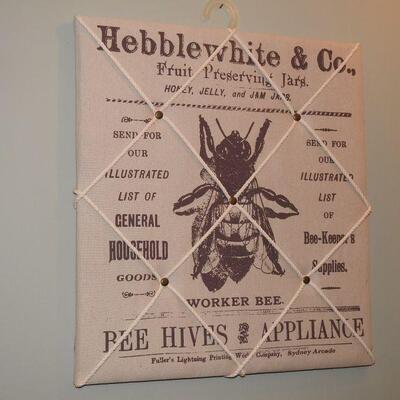 Hebblewhite & Co.,
Fruit Preserving Jars.
HONEY, JELLY, and JAM JARS.
SEND FOR
OUR
ILLUSTRATED
LIST OF
GENERAL
HOUSEHOLD
GOODS
SEND FOR
OUR
ILLUSTRATED
LIST
OF
Bee-Keeper's
Supplies.
WORKER BEE.
BEE HIVES & APPLIANCE
Fuller's Lightning Printing Works Company, Sydney Arcade